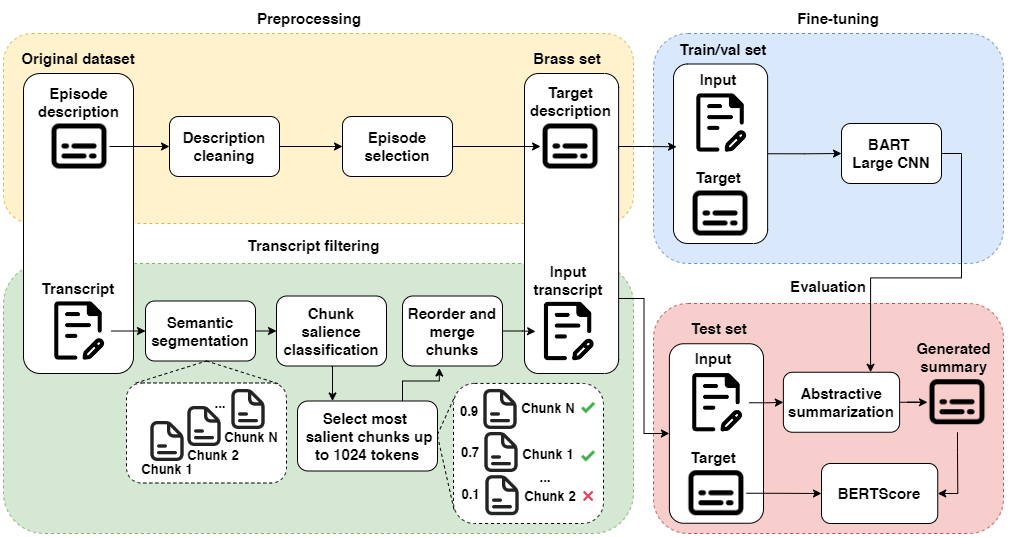 Preprocessing
Original dataset
Episode
description
Description
cleaning
Episode
selection
Brass set
Target
description
Transcript filtering
Transcript
Semantic
segmentation
...
Chunk N
Chunk 2
Chunk 1
Chunk
salience
classification
Select most
salient chunks up
to 1024 tokens
0.9
Chunk N
0.7
Chunk 1
...
0.1
Chunk 2
Reorder and
merge
chunks
Input
transcript
Fine-tuning
Train/val set
Input
Target
BART
Large CNN
Evaluation
Test set
Input
Target
Abstractive
summarization
Generated
summary
BERTScore